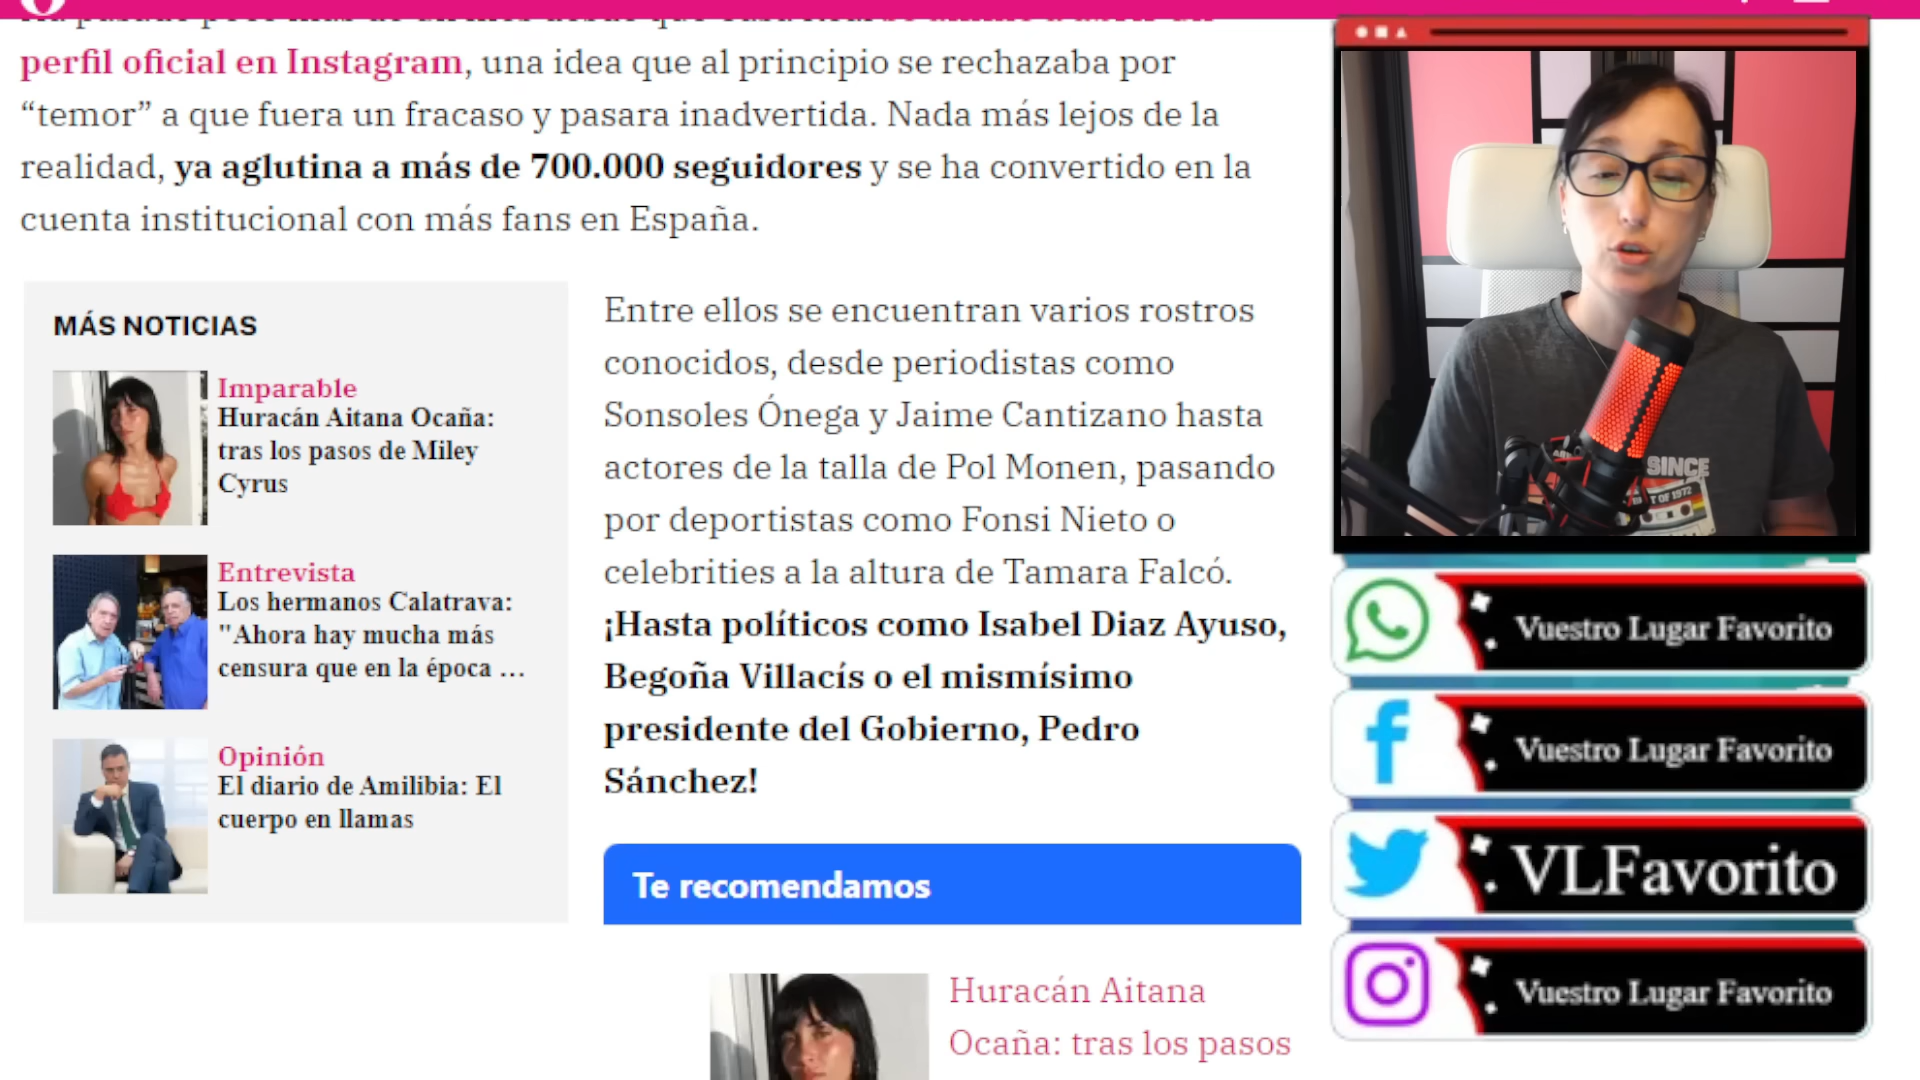 perfil oficial en Instagram, una idea que al principio se rechazaba por
“temor” a que fuera un fracaso y pasara inadvertida. Nada más lejos de la
realidad, ya aglutina a más de 700.000 seguidores y se ha convertido en la
cuenta institucional con más fans en España.
MÁS NOTICIAS
Imparable
Huracán Aitana Ocaña:
tras los pasos de Miley
Cyrus
Entrevista
Los hermanos Calatrava:
"Ahora hay mucha más
censura que en la época ...
Opinión
El diario de Amilibia: El
cuerpo en llamas
Entre ellos se encuentran varios rostros
conocidos, desde periodistas como
Sonsoles Ónega y Jaime Cantizano hasta
actores de la talla de Pol Monen, pasando
por deportistas como Fonsi Nieto o
celebrities a la altura de Tamara Falcó.
¡Hasta políticos como Isabel Diaz Ayuso,
Begoña Villacís o el mismísimo
presidente del Gobierno, Pedro
Sánchez!
Te recomendamos
Huracán Aitana
Ocaña: tras los pasos
SINCE
OF 1972
Vuestro Lugar Favorito
Vuestro Lugar Favorito
VLFavorito
Vuestro Lugar Favorito